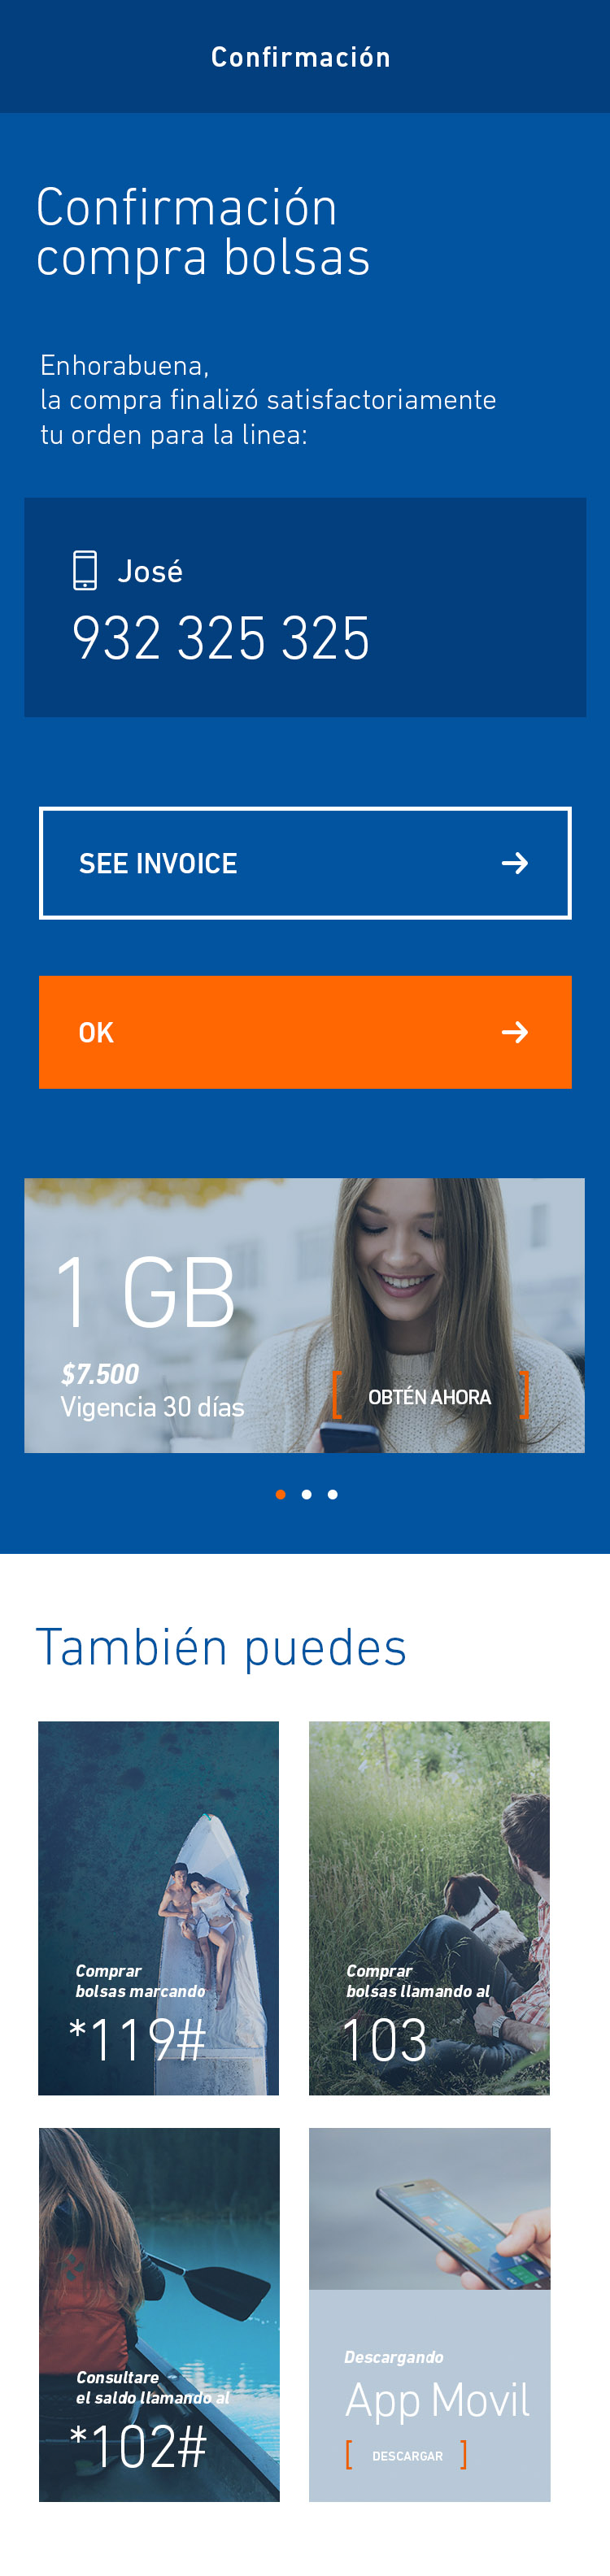 Confirmación
Confirmación
compra bolsas
Enhorabuena,
la compra finalizó satisfactoriamente
tu orden para la linea:
José
932 325 325
SEE INVOICE
OK
1 GB
$7.500
Vigencia 30 días
OBTÉN AHORA
También puedes
Comprar
bolsas marcando
*119#
Comprar
bolsas llamando al
103
Consultare
el saldo llamando al
*102#
Descargando
App Movil
DESCARGAR